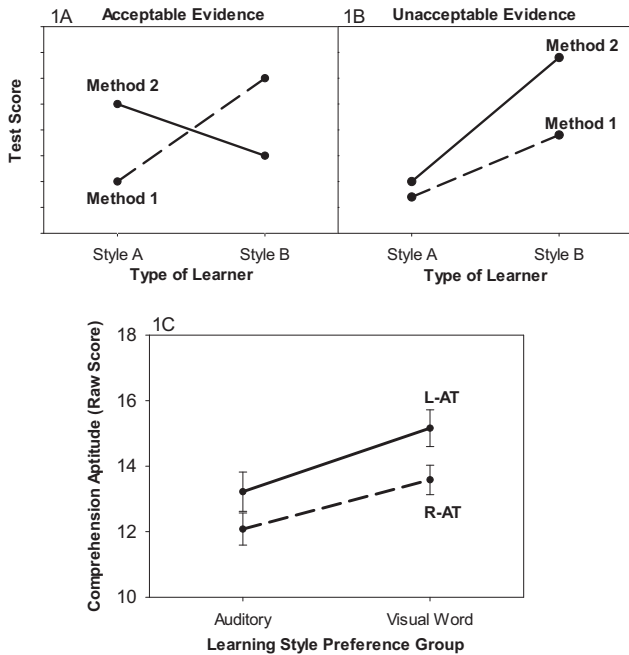 1A
Acceptable Evidence
1B
Unacceptable Evidence
Test Score
Method 2
Method 1
Method 2
Method 1
Style A
Style B
Style A
Style B
Type of Learner
Type of Learner
1C
Comprehension Aptitude (Raw Score)
18
16
14
12
10
L-AT
R-AT
Auditory
Visual Word
Learning Style Preference Group